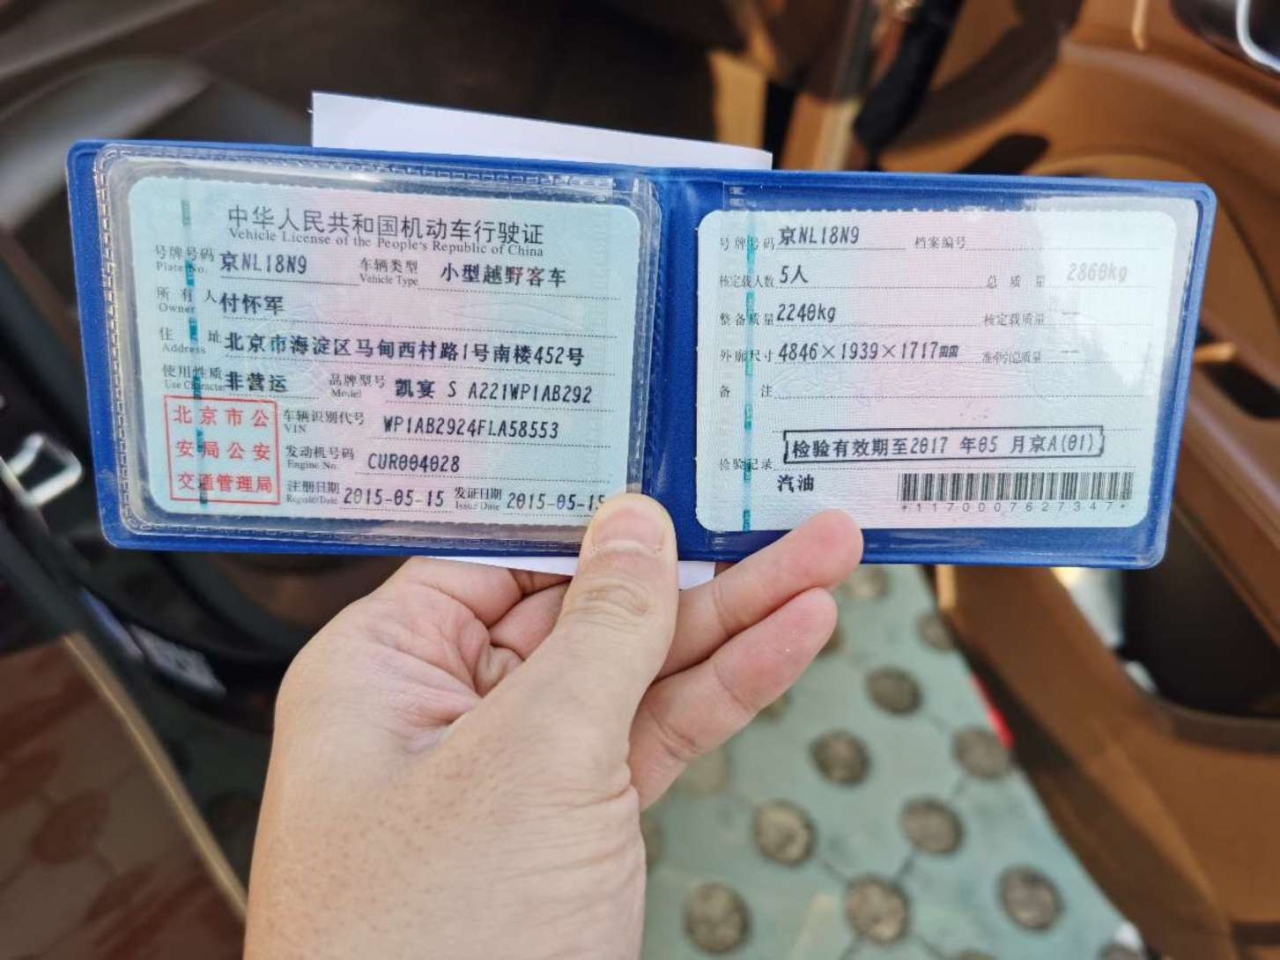 中华人民共和国机动车行驶证
Vehicle License of the People's Republic of China
号牌号码 京NL18N9 车辆类型 小型越野客车
Plate No. Vehicle Type
所有人 付怀军
Owner
住址 北京市海淀区马甸西村路1号南楼452号
Address
使用性质 非营运 品牌型号 凯宴 S A221WP1AB292
Use Character Model
北京市公安局公安交通管理局
车辆识别代号 WP1AB2924FLA58553
VIN
发动机号码 CUR004028
Engine No.
注册日期 2015-05-15 发证日期 2015-05-15
Register Date Issue Date
号牌号码 京NL18N9 档案编号
核定载人数 5人 总质量 2860kg
整备质量 2240kg 核定载质量 --
外廓尺寸 4846×1939×1717mm 准牵引总质量 --
备注
检验有效期至2017年05月京A(01)
检验记录
汽油
*1170007627347*